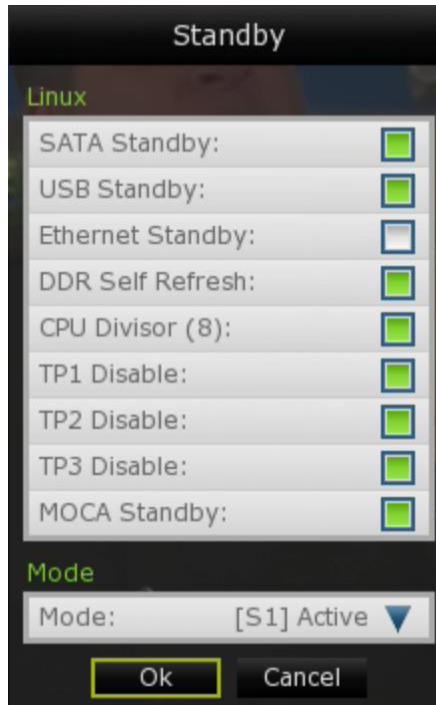 Standby
Linux
SATA Standby:
USB Standby:
Ethernet Standby:
DDR Self Refresh:
CPU Divisor (8):
TP1 Disable:
TP2 Disable:
TP3 Disable:
MOCA Standby:
Mode
Mode: [S1] Active
Ok Cancel